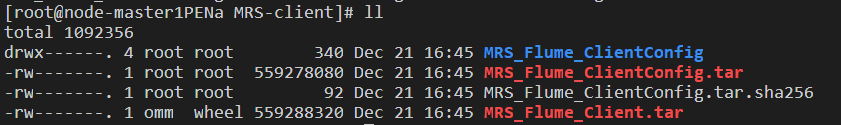 [root@node-master1PENa MRS-client]# ll
total 1092356
drwx------. 4 root root       340 Dec 21 16:45 MRS_Flume_ClientConfig
-rw-------. 1 root root 559278080 Dec 21 16:45 MRS_Flume_ClientConfig.tar
-rw-------. 1 root root        92 Dec 21 16:45 MRS_Flume_ClientConfig.tar.sha256
-rw-------. 1 omm  wheel 559288320 Dec 21 16:45 MRS_Flume_Client.tar